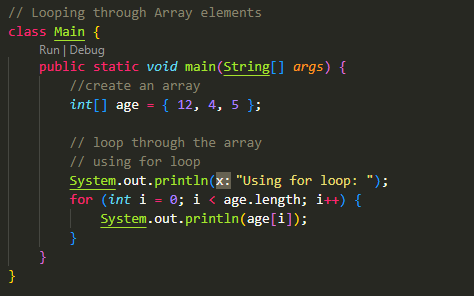 // Looping through Array elements
class Main {
Run | Debug
public static void main(String[] args) {
//create an array
int[] age = { 12, 4, 5 };
// loop through the array
// using for loop
System.out.println(x: "Using for loop: ");
for (int i = 0; i < age.length; i++) {
System.out.println(age[i]);
}
}
}